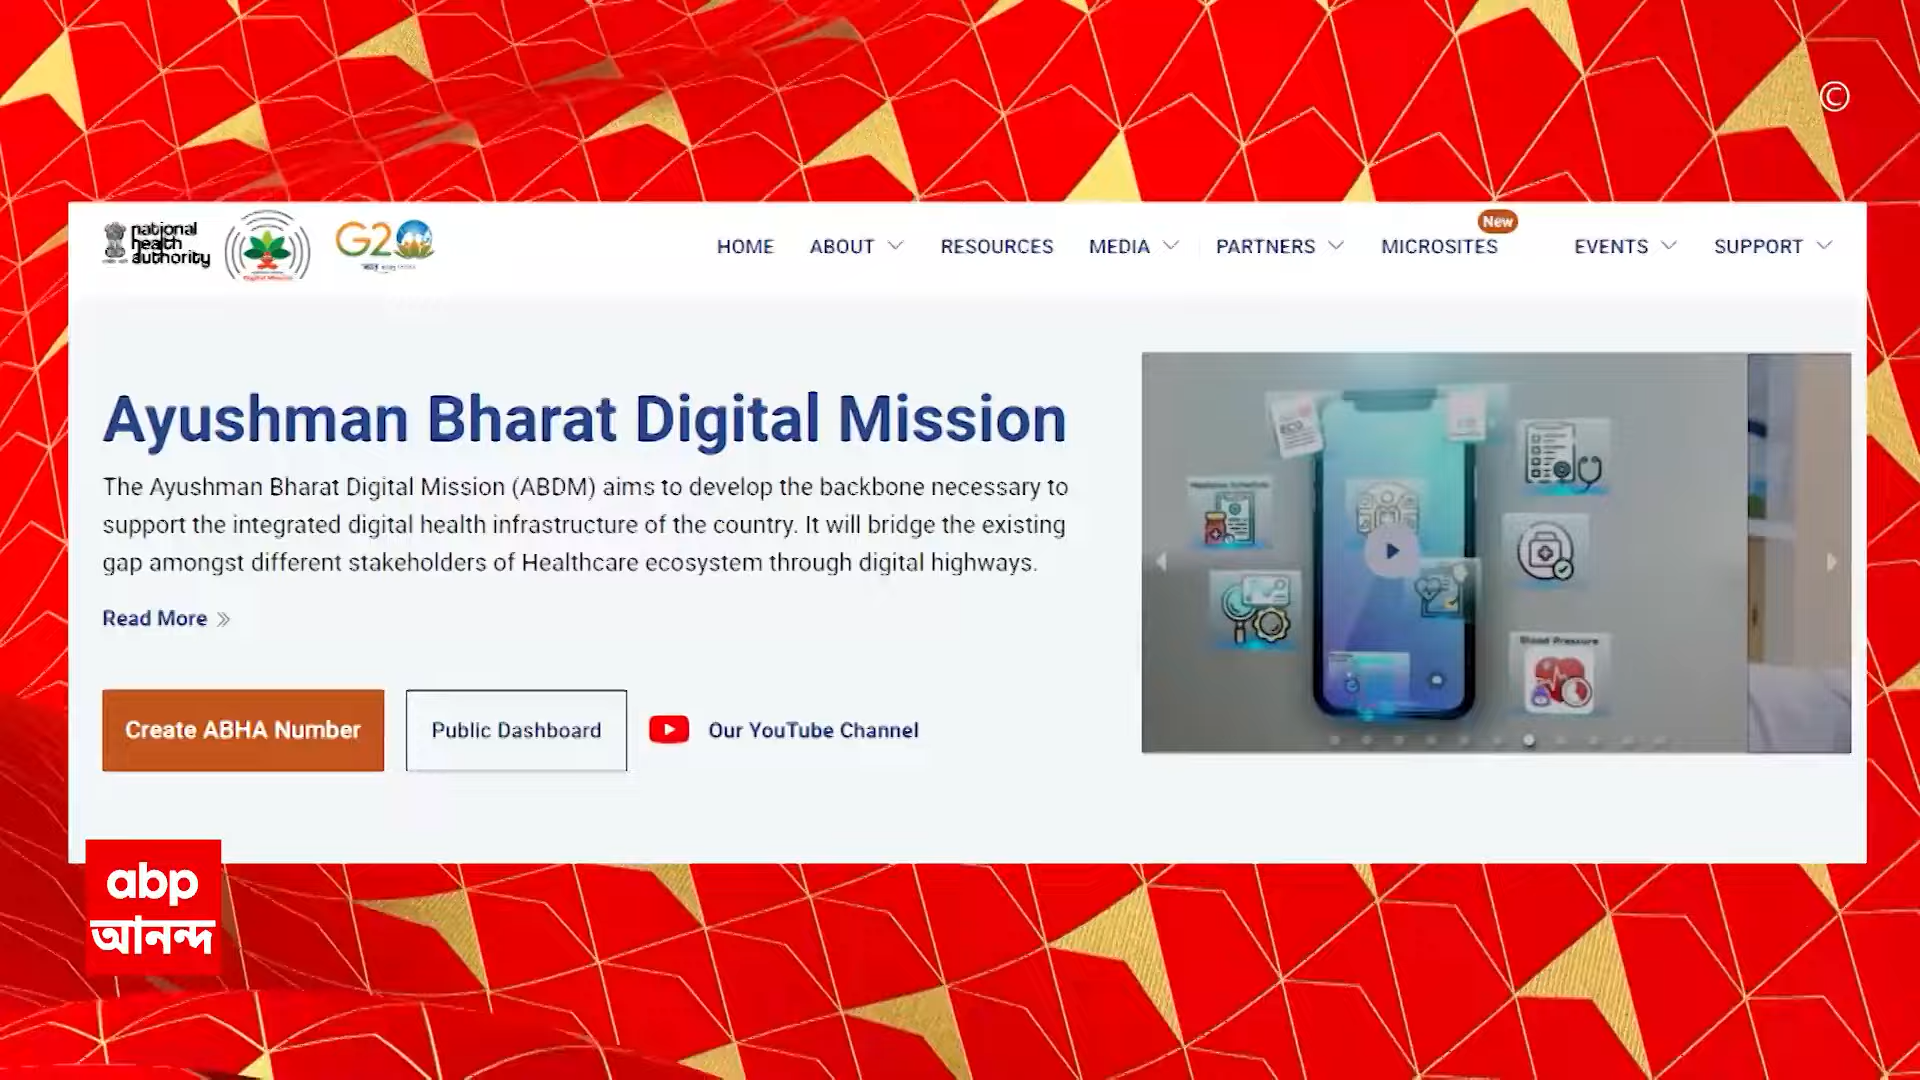 ©
New
national
health
authority
G20
HOME ABOUT RESOURCES MEDIA PARTNERS MICROSITES EVENTS SUPPORT
Ayushman Bharat Digital Mission
The Ayushman Bharat Digital Mission (ABDM) aims to develop the backbone necessary to
support the integrated digital health infrastructure of the country. It will bridge the existing
gap amongst different stakeholders of Healthcare ecosystem through digital highways.
Read More »
Create ABHA Number
Public Dashboard
Our YouTube Channel
Blood Pressure
abp
আনন্দ